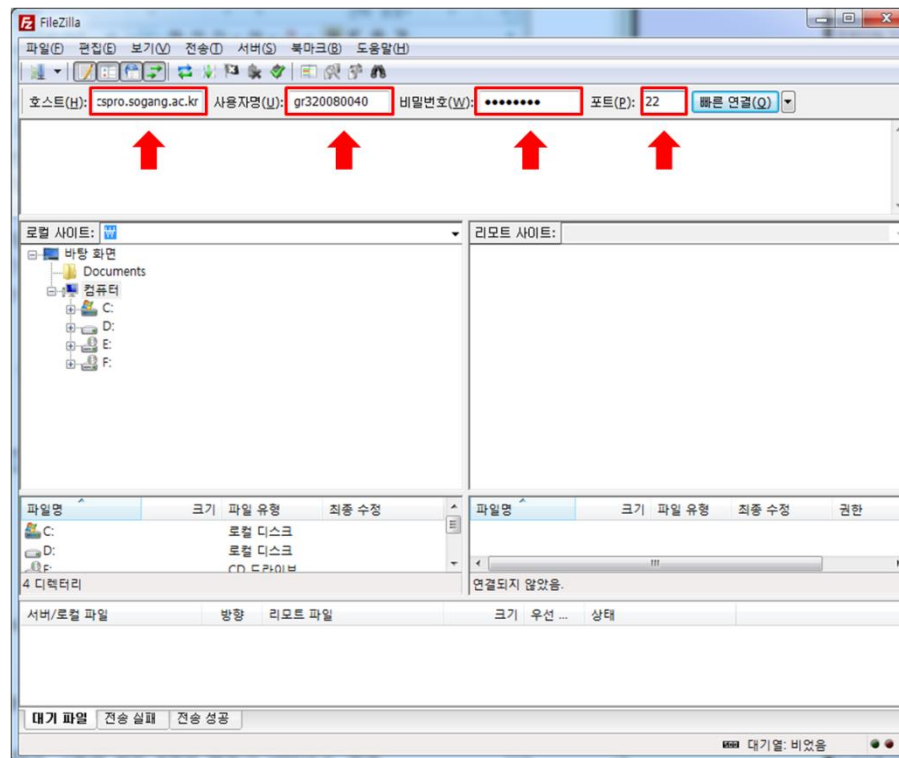 FileZilla
파일(F) 편집(E) 보기(V) 전송(T) 서버(S) 북마크(B) 도움말(H)
호스트(H): cspro.sogang.ac.kr 사용자명(U): gr320080040 비밀번호(W): ●●●●●●●● 포트(P): 22 빠른 연결(Q)
로컬 사이트: ₩ 리모트 사이트:
바탕 화면
Documents
컴퓨터
C:
D:
E:
F:
파일명 크기 파일 유형 최종 수정 파일명 크기 파일 유형 최종 수정 권한
C: 로컬 디스크
D: 로컬 디스크
CD 드라이브
4 디렉터리 연결되지 않았음.
서버/로컬 파일 방향 리모트 파일 크기 우선 ... 상태
대기 파일 전송 실패 전송 성공
대기열: 비었음